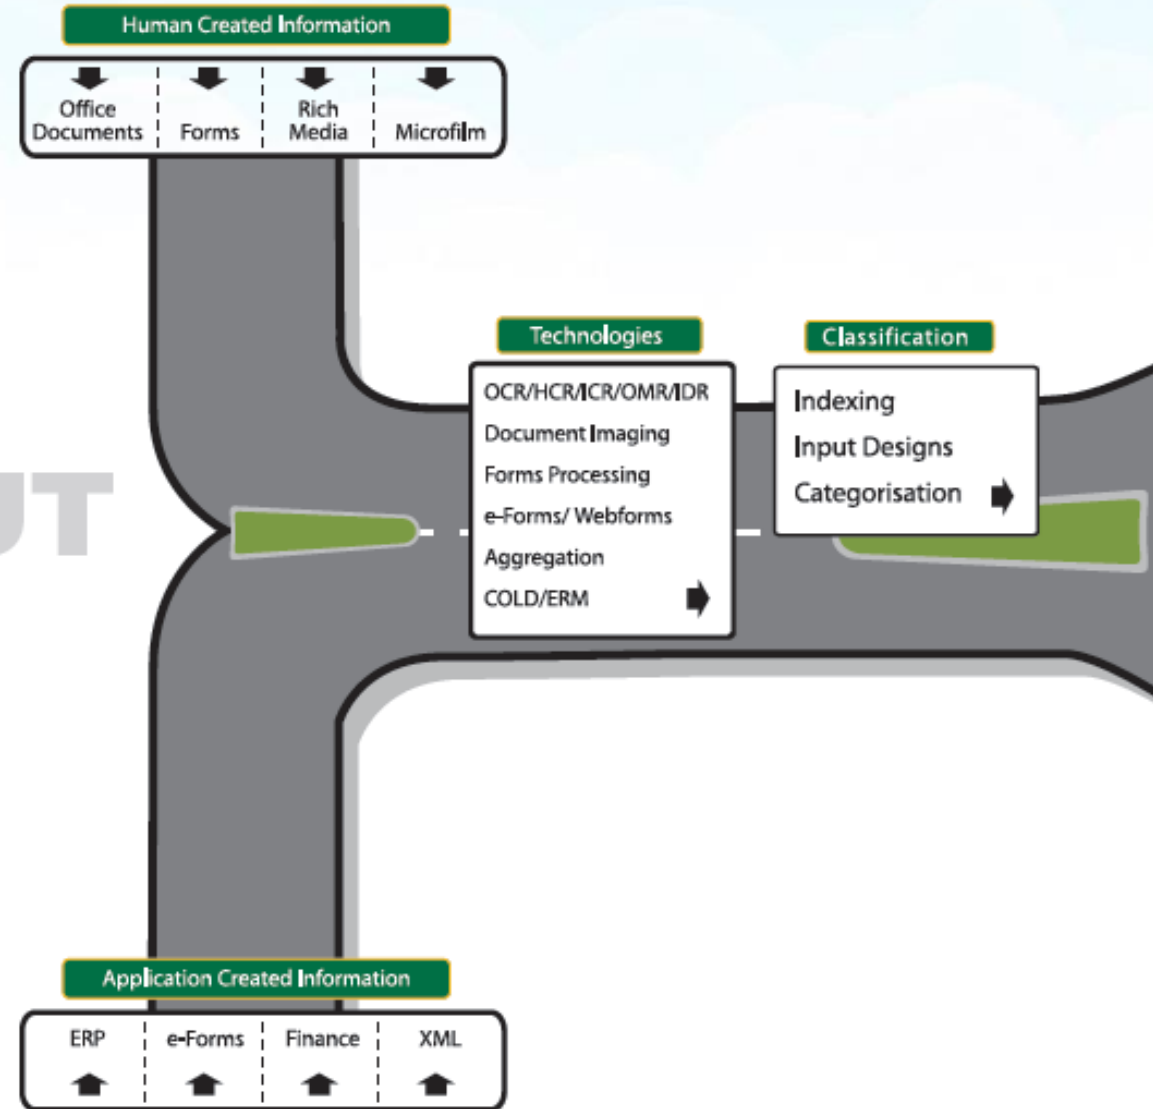 Human Created Information
Office
Documents
Forms
Rich
Media
Microfilm
Technologies
OCR/HCR/ICR/OMR/IDR
Document Imaging
Forms Processing
e-Forms/ Webforms
Aggregation
COLD/ERM
Classification
Indexing
Input Designs
Categorisation
UT
Application Created Information
ERP
e-Forms
Finance
XML